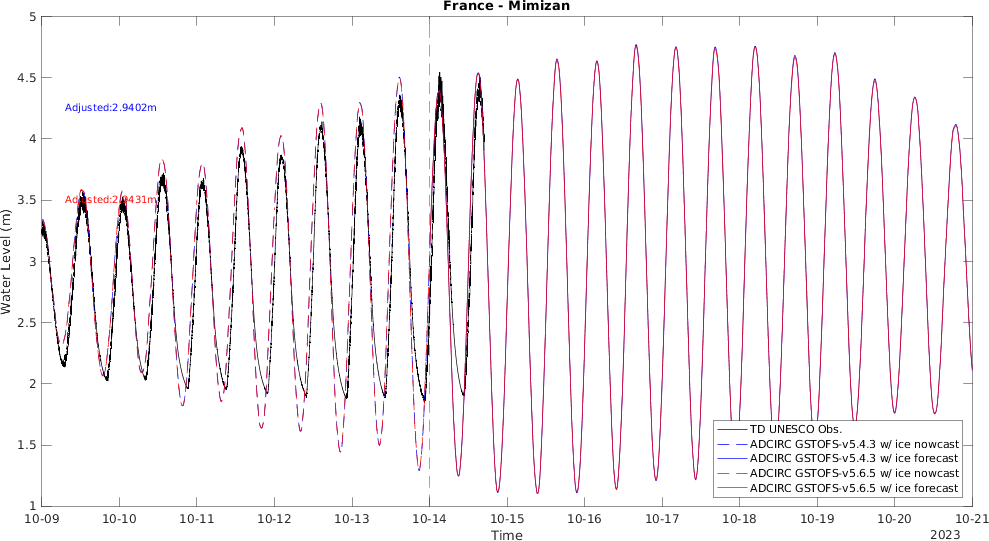 France - Mimizan
5
4.5
4
3.5
3
2.5
2
1.5
1
Water Level (m)
Adjusted:2.9402m
Adjusted:2.9431m
TD UNESCO Obs.
ADCIRC GSTOFS-v5.4.3 w/ ice nowcast
ADCIRC GSTOFS-v5.4.3 w/ ice forecast
ADCIRC GSTOFS-v5.6.5 w/ ice nowcast
ADCIRC GSTOFS-v5.6.5 w/ ice forecast
10-09 10-10 10-11 10-12 10-13 10-14 10-15 10-16 10-17 10-18 10-19 10-20 10-21
Time
2023